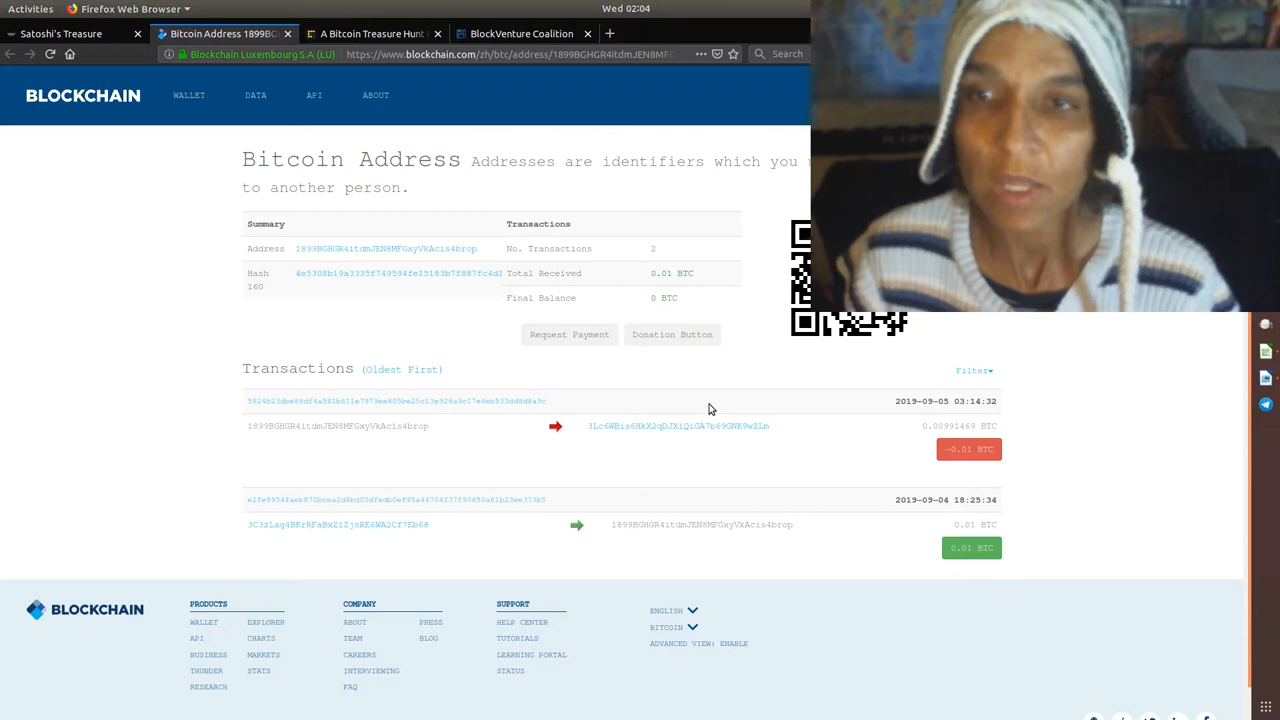 Activities Firefox Web Browser Wed 02:04
Satoshi's Treasure × Bitcoin Address 1899BG × A Bitcoin Treasure Hunt × BlockVenture Coalition × +
Blockchain Luxembourg S.A (LU) https://www.blockchain.com/zh/btc/address/1899BGHGR4itdmJEN8MFG ... Search
BLOCKCHAIN WALLET DATA API ABOUT
Bitcoin Address Addresses are identifiers which you
to another person.
Summary Transactions
Address 1899BGHGR4itdmJEN8MFGxyVkAcis4brop No. Transactions 2
Hash 160 Total Received 0.01 BTC
Final Balance 0 BTC
Request Payment Donation Button
Transactions (Oldest First) Filter
2019-09-05 03:14:32
1899BGHGR4itdmJEN8MFGxyVkAcis4brop 3Lc6WBis6HkX2qDJXiQiGA7b69GNK9wZLm 0.00991469 BTC
-0.01 BTC
2019-09-04 18:25:34
3C3zLag4BKrRFaBxZiZjsRE6WA2Cf7Eb68 1899BGHGR4itdmJEN8MFGxyVkAcis4brop 0.01 BTC
0.01 BTC
BLOCKCHAIN PRODUCTS COMPANY SUPPORT
ENGLISH
WALLET EXPLORER ABOUT PRESS HELP CENTER
BITCOIN
API CHARTS TEAM BLOG TUTORIALS
ADVANCED VIEW: ENABLE
BUSINESS MARKETS CAREERS LEARNING PORTAL
THUNDER STATS INTERVIEWING STATUS
RESEARCH FAQ